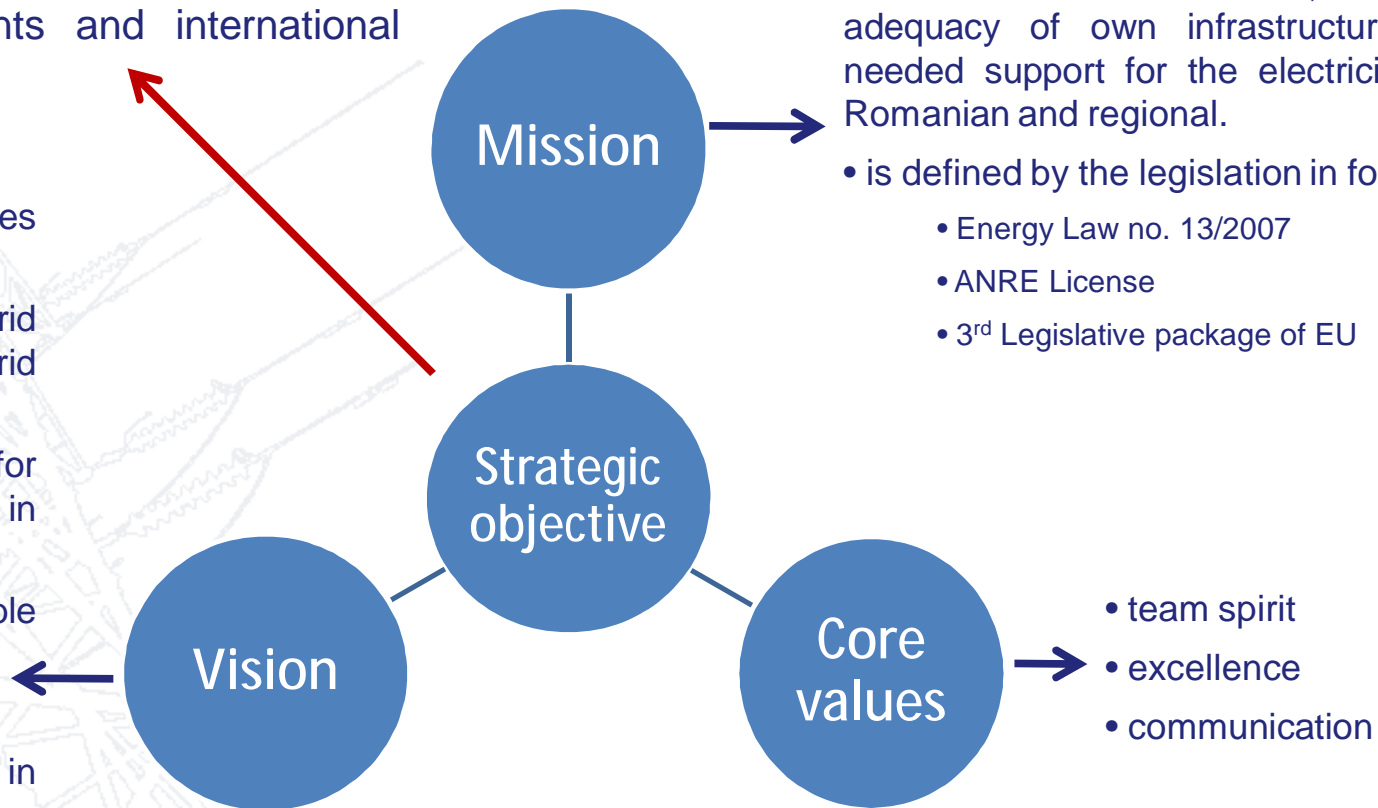 nts and international
Mission
adequacy of own infrastructur
needed support for the electrici
Romanian and regional.
• is defined by the legislation in fo
• Energy Law no. 13/2007
• ANRE License
• 3rd Legislative package of EU
es
rid
rid
for
in
ble
in
Strategic
objective
Vision
Core
values
• team spirit
• excellence
• communication